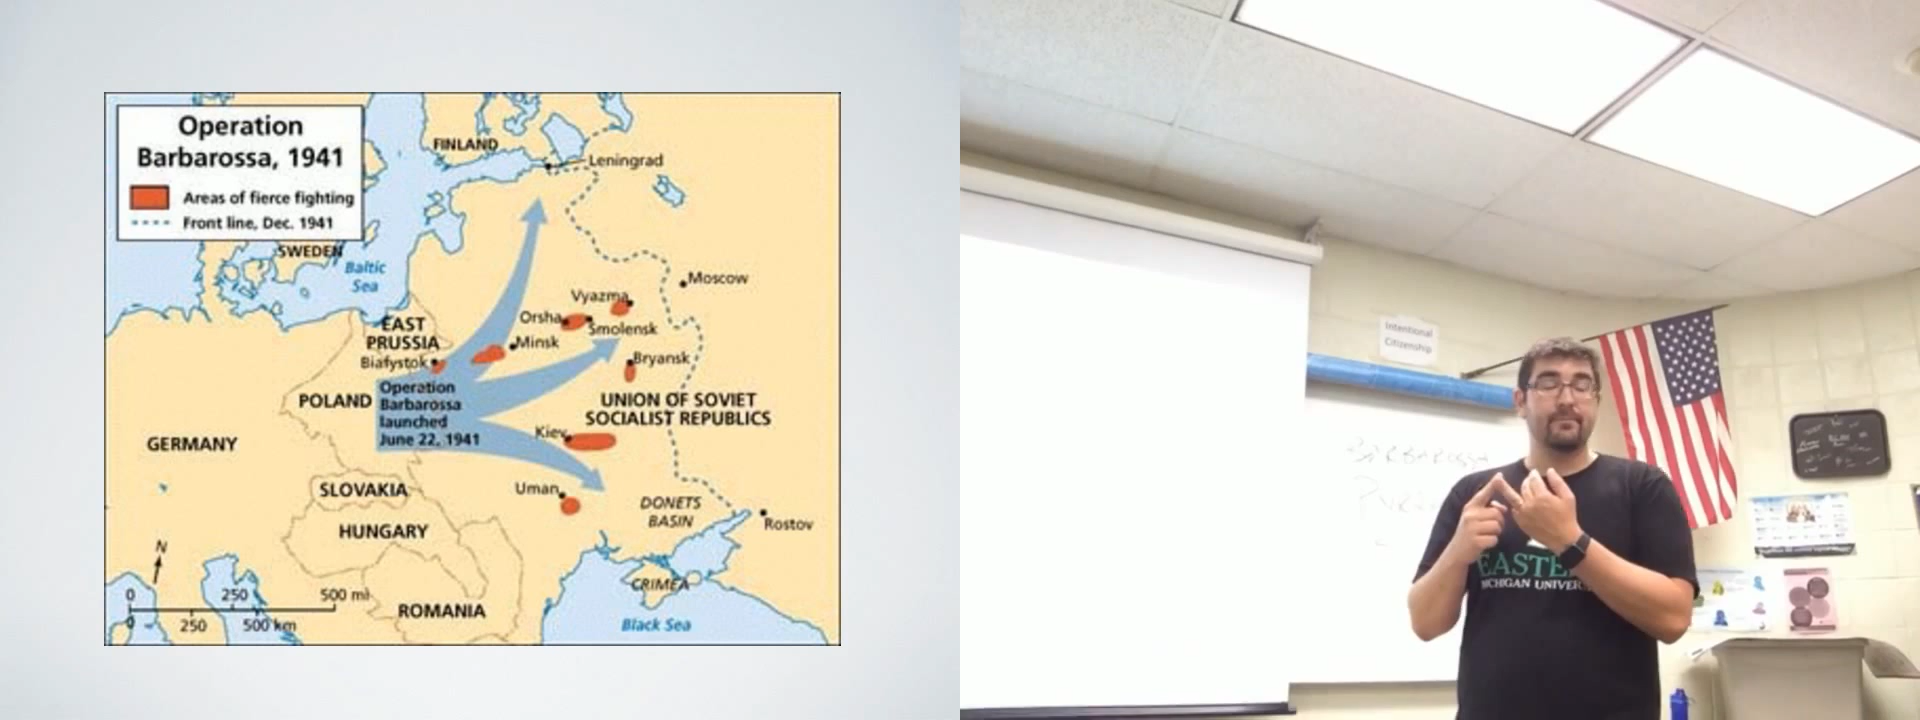 Operation
Barbarossa, 1941
Areas of fierce fighting
Front line, Dec. 1941
FINLAND
Leningrad
SWEDEN
Baltic
Sea
Moscow
Vyazma
Orsha
Smolensk
EAST
PRUSSIA
Minsk
Białystok
Bryansk
Operation
Barbarossa
launched
June 22, 1941
POLAND
UNION OF SOVIET
SOCIALIST REPUBLICS
GERMANY
Kiev
SLOVAKIA
Uman
DONETS
BASIN
HUNGARY
Rostov
N
CRIMEA
0 250 500 mi
0 250 500 km
ROMANIA
Black Sea
Intentional
Citizenship
BARBAROSSA
EASTE
MICHIGAN UNIVER